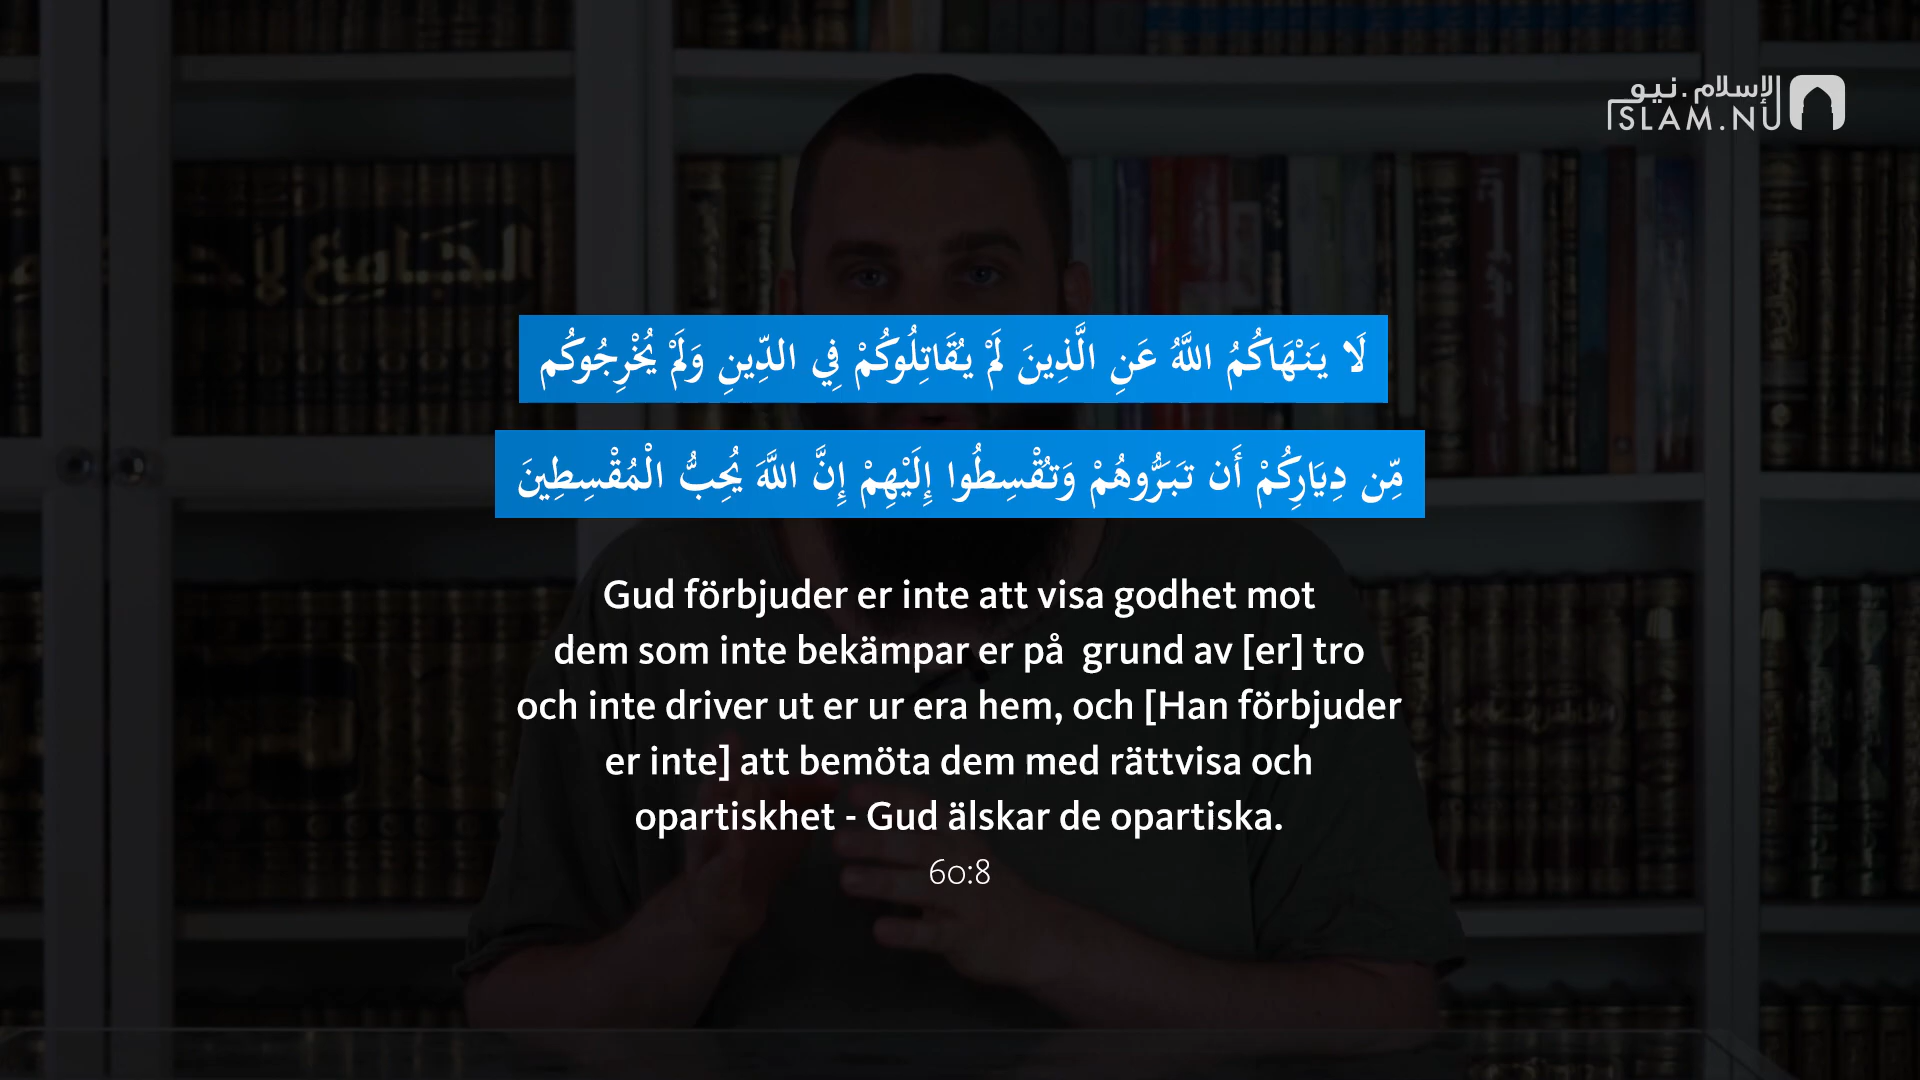 الإسلام.نيو
ISLAM.NU
الجامع لأحكام
لَا يَنْهَاكُمُ اللَّهُ عَنِ الَّذِينَ لَمْ يُقَاتِلُوكُمْ فِي الدِّينِ وَلَمْ يُخْرِجُوكُم
مِّن دِيَارِكُمْ أَن تَبَرُّوهُمْ وَتُقْسِطُوا إِلَيْهِمْ إِنَّ اللَّهَ يُحِبُّ الْمُقْسِطِينَ
Gud förbjuder er inte att visa godhet mot
dem som inte bekämpar er på  grund av [er] tro
och inte driver ut er ur era hem, och [Han förbjuder
er inte] att bemöta dem med rättvisa och
opartiskhet - Gud älskar de opartiska.
60:8